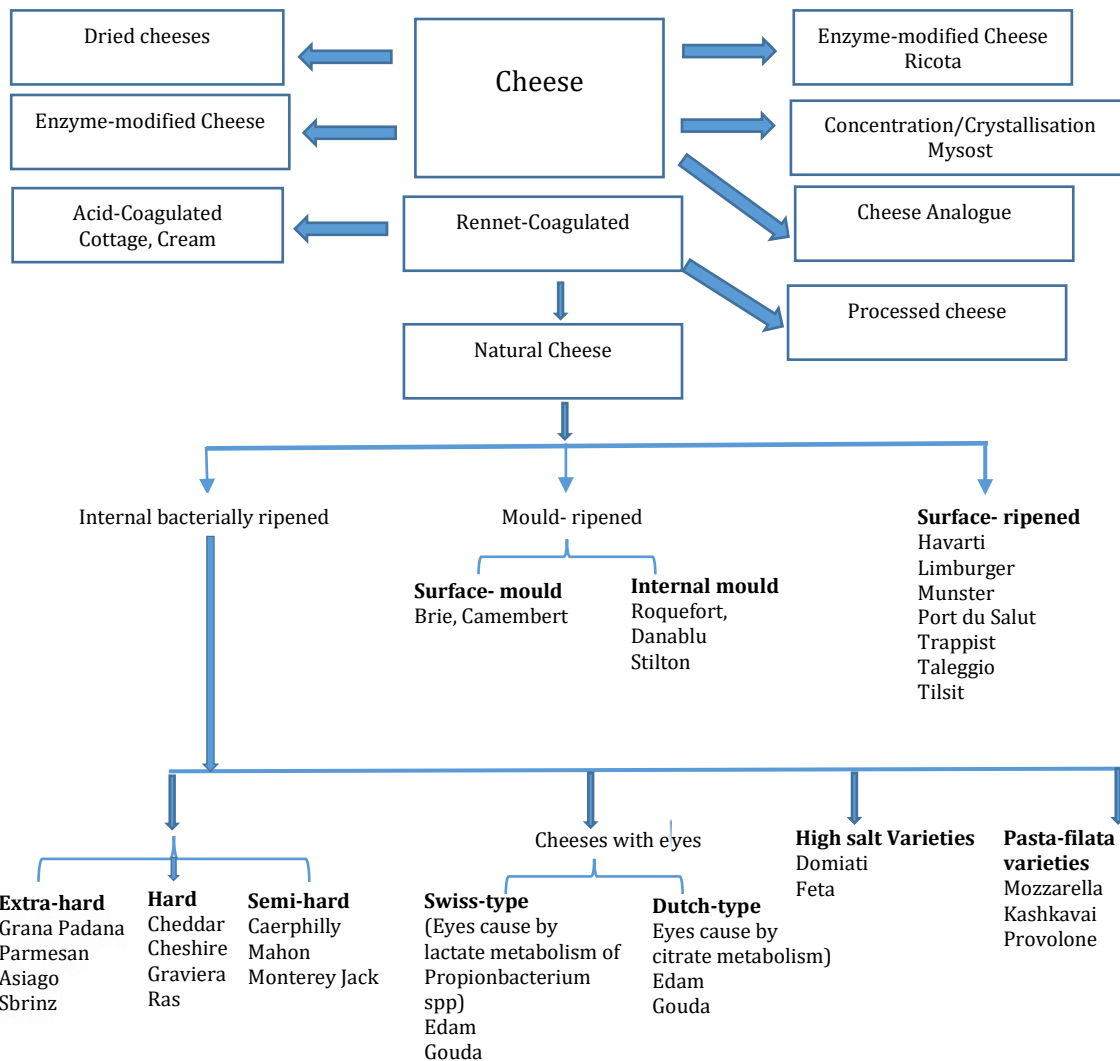 Dried cheeses
Cheese
Enzyme-modified Cheese
Ricota
Enzyme-modified Cheese
Concentration/Crystallisation
Mysost
Acid-Coagulated
Cottage, Cream
Rennet-Coagulated
Cheese Analogue
Processed cheese
Natural Cheese
Internal bacterially ripened
Mould- ripened
Surface- mould
Brie, Camembert
Internal mould
Roquefort,
Danablu
Stilton
Surface- ripened
Havarti
Limburger
Munster
Port du Salut
Trappist
Taleggio
Tilsit
Extra-hard
Grana Padana
Parmesan
Asiago
Sbrinz
Hard
Cheddar
Cheshire
Graviera
Ras
Semi-hard
Caerphilly
Mahon
Monterey Jack
Cheeses with eyes
Swiss-type
(Eyes cause by
lactate metabolism of
Propionbacterium
spp)
Edam
Gouda
Dutch-type
Eyes cause by
citrate metabolism)
Edam
Gouda
High salt Varieties
Domiati
Feta
Pasta-filata
varieties
Mozzarella
Kashkavai
Provolone